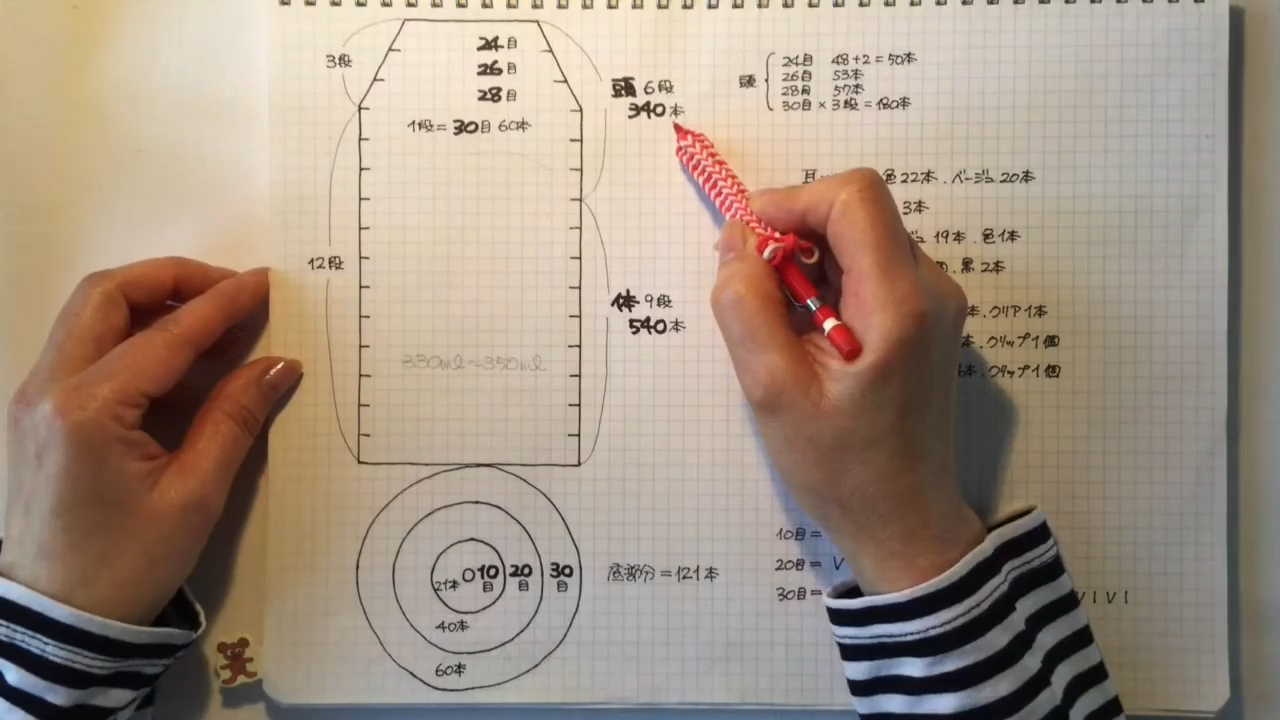 3段
24目
26目
28目
1段=30目 60本
12段
330ml~350ml
頭 6段
340本
体 9段
540本
頭
24目 48+2=50本
26目 53本
28目 57本
30目×3段=180本
耳
色22本、ベージュ20本
3本
19本、色1本
黒2本
本、クリア1本
本、クリップ1個
本、クリップ1個
21本
10目
20目
30目
40本
60本
底部分=121本
10目=
20目= V
30目=
V I V I